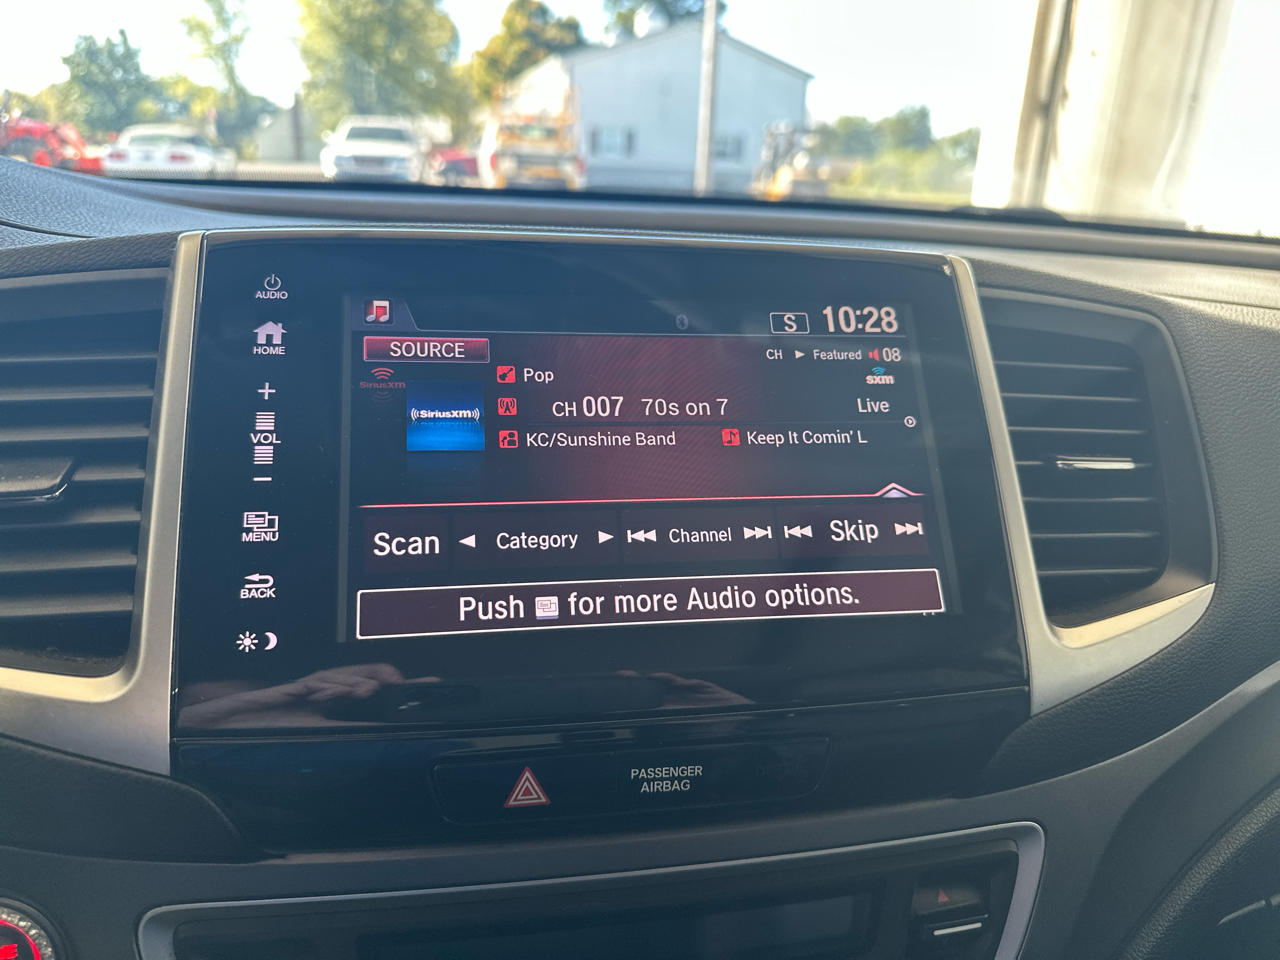 AUDIO
HOME
+
VOL
−
MENU
BACK
S 10:28
SOURCE
CH ▶ Featured 08
SiriusXM
sxm
Pop
((SiriusXM))
CH 007 70s on 7
Live
KC/Sunshine Band Keep It Comin' L
Scan ◀ Category ▶ Channel Skip
Push for more Audio options.
PASSENGER
AIRBAG